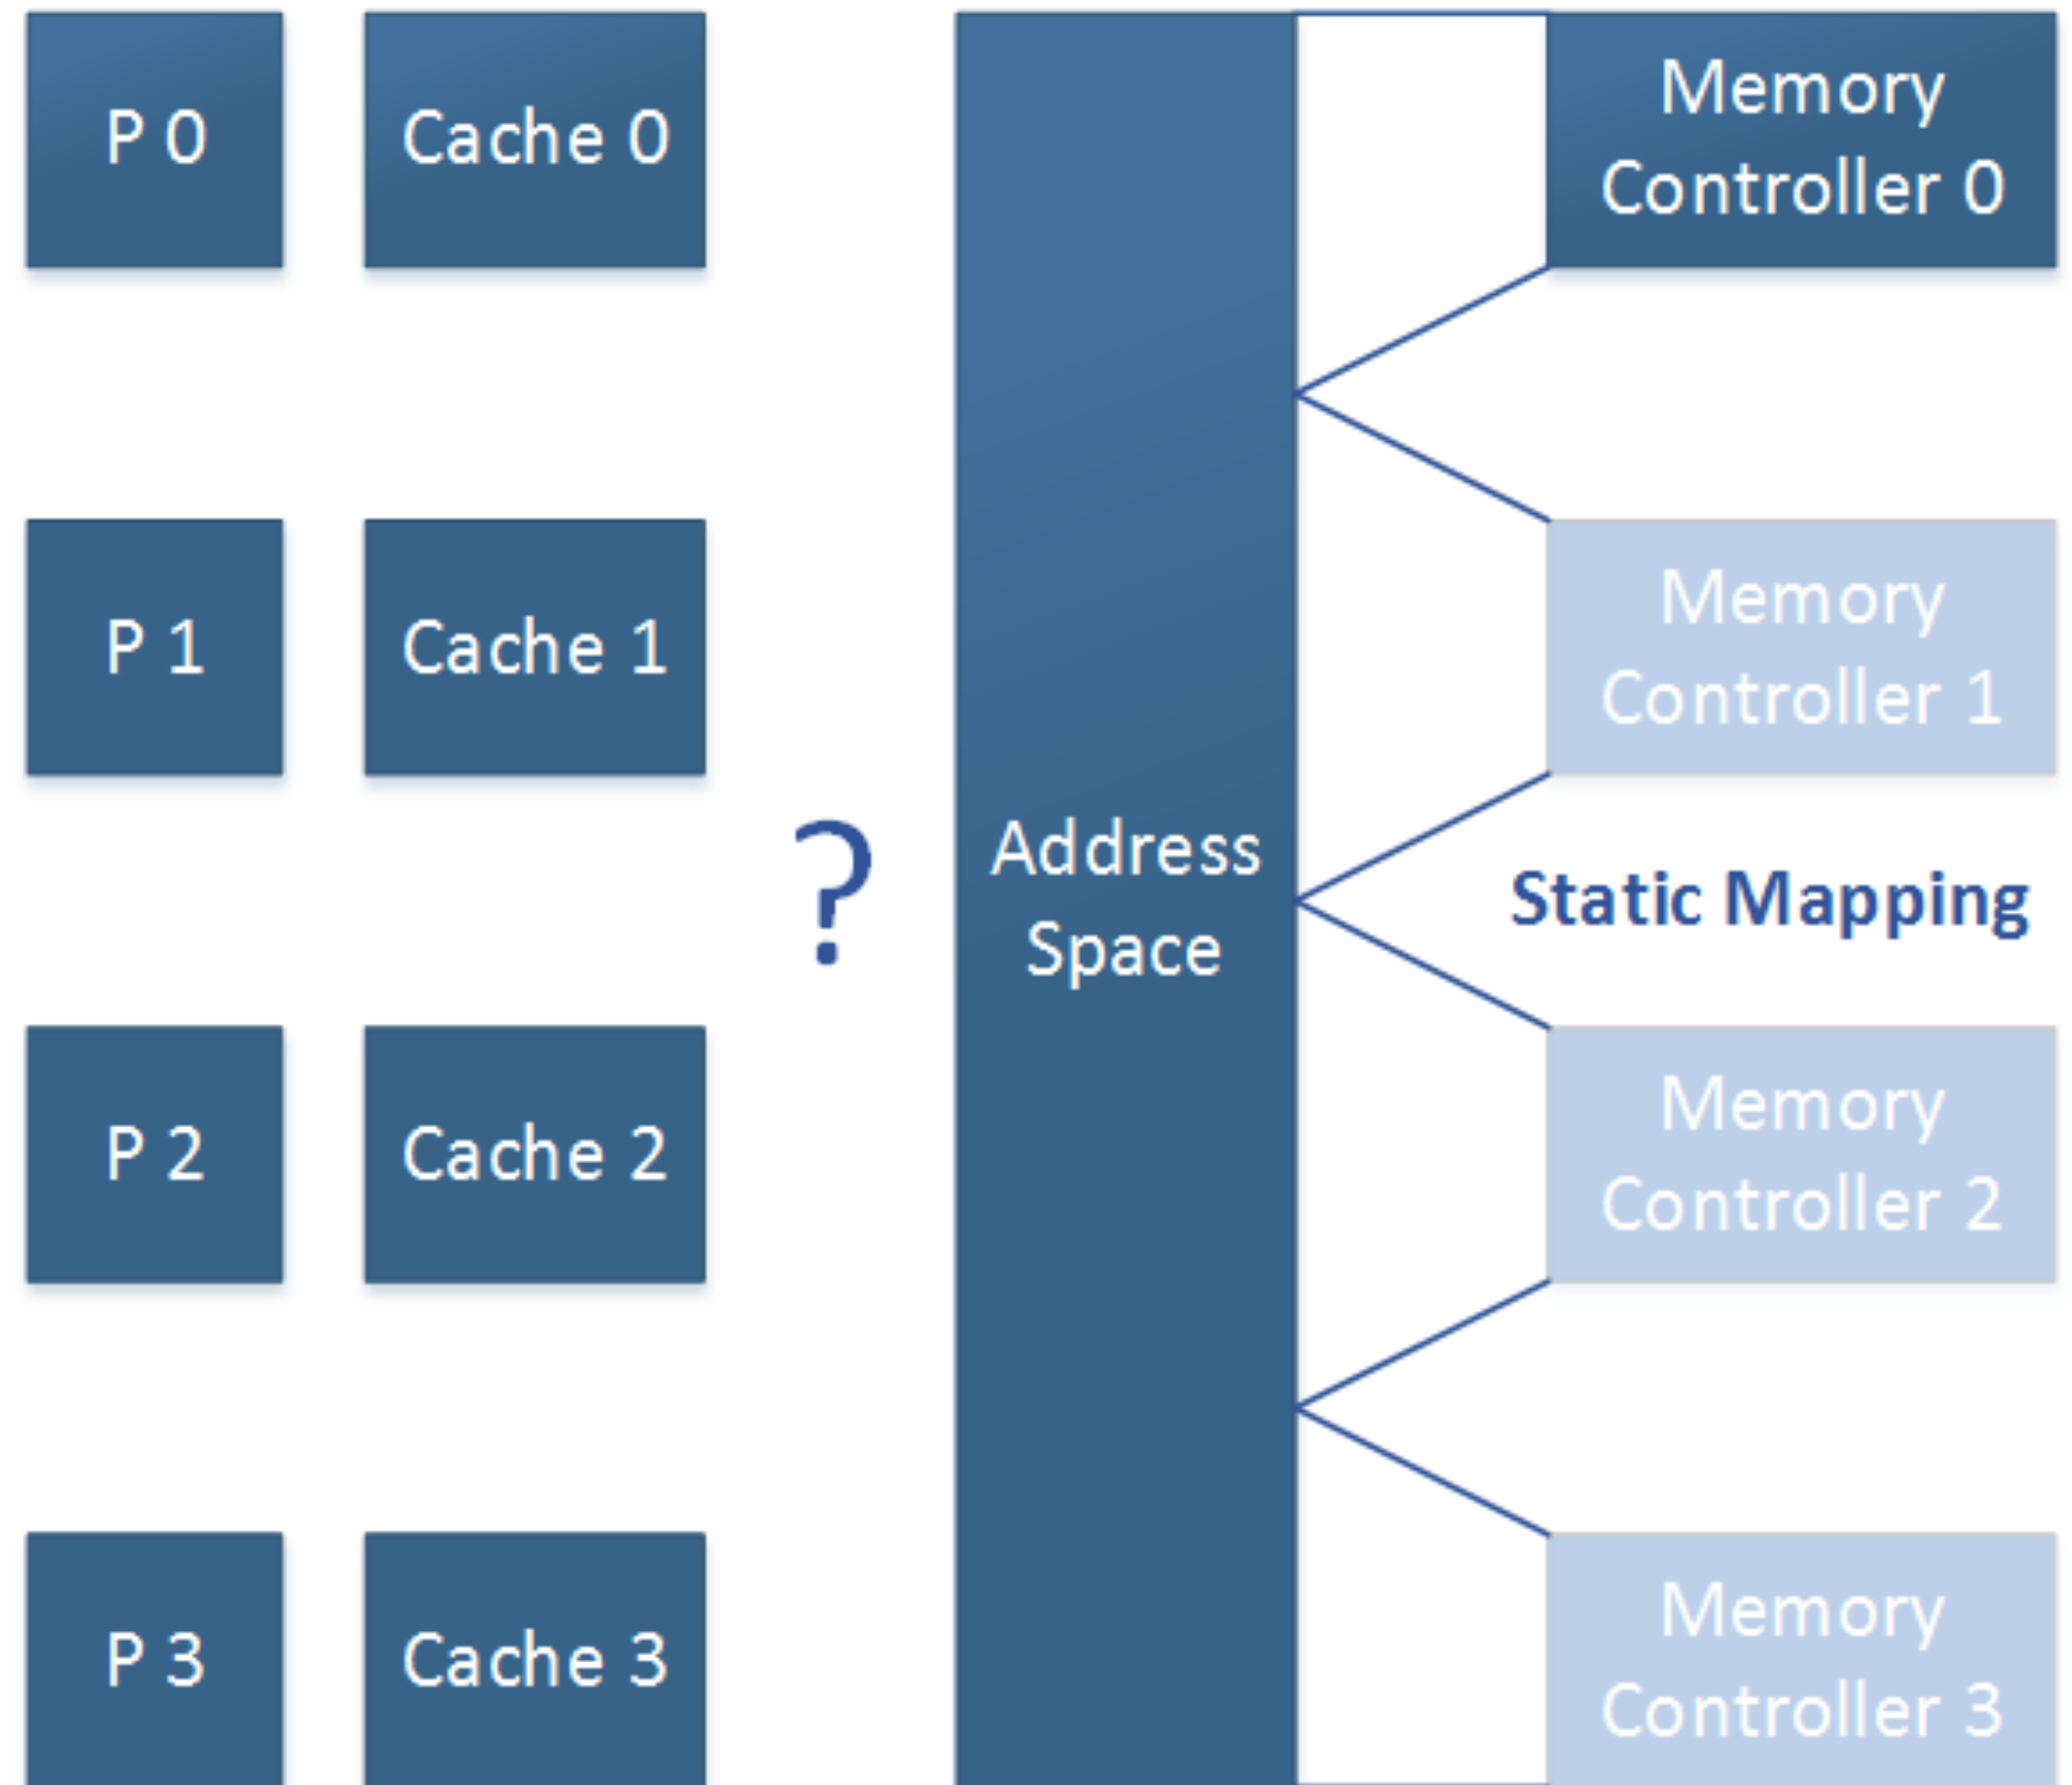 P 0
Cache 0
Memory
Controller 0
P 1
Cache 1
Memory
Controller 1
?
Address
Space
Static Mapping
P 2
Cache 2
Memory
Controller 2
P 3
Cache 3
Memory
Controller 3